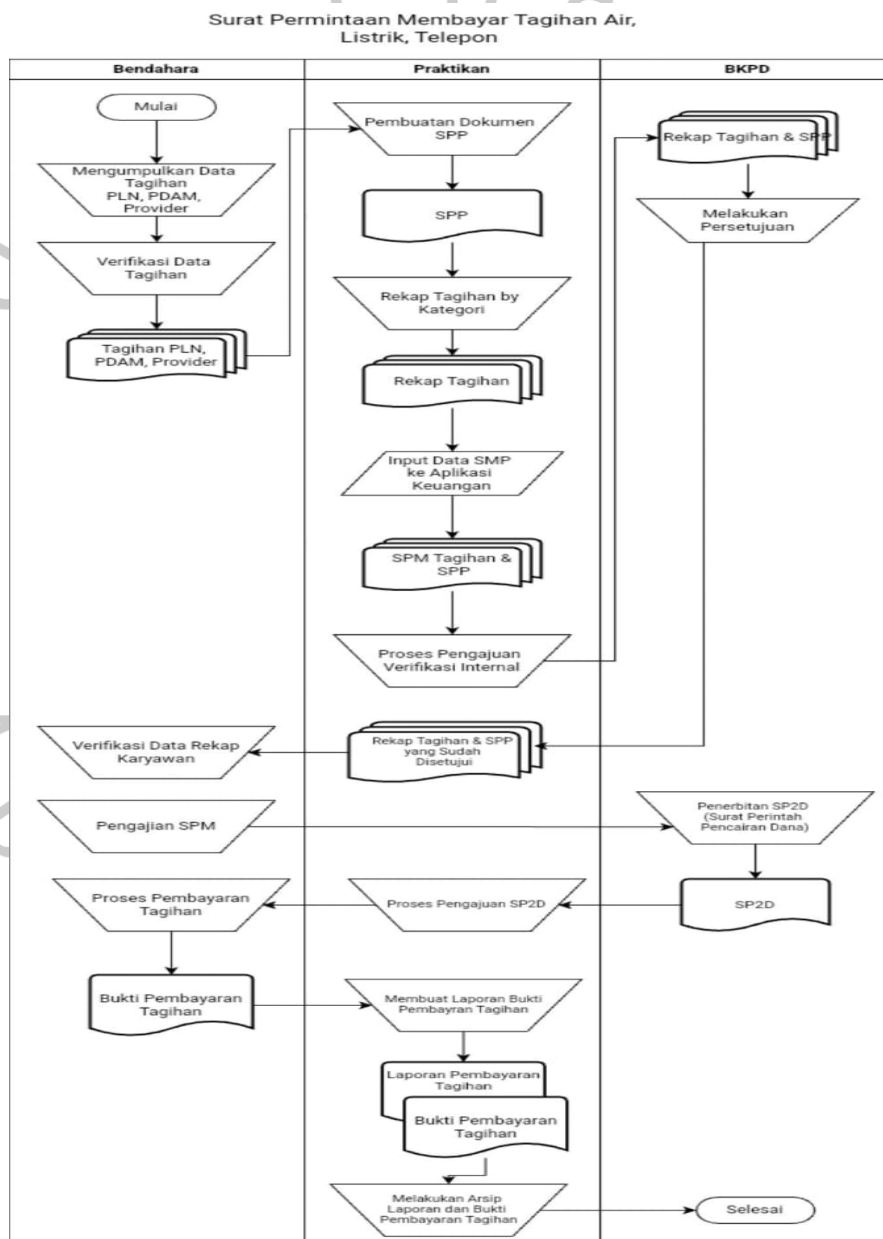 Surat Permintaan Membayar Tagihan Air,
Listrik, Telepon
Bendahara
Praktikan
BKPD
Mulai
Mengumpulkan Data
Tagihan
PLN, PDAM,
Provider
Verifikasi Data
Tagihan
Tagihan PLN,
PDAM, Provider
Pembuatan Dokumen
SPP
SPP
Rekap Tagihan by
Kategori
Rekap Tagihan
Input Data SMP
ke Aplikasi
Keuangan
SPM Tagihan &
SPP
Proses Pengajuan
Verifikasi Internal
Rekap Tagihan & SPP
Melakukan
Persetujuan
Rekap Tagihan & SPP
yang Sudah
Disetujui
Verifikasi Data Rekap
Karyawan
Pengajian SPM
Penerbitan SP2D
(Surat Perintah
Pencairan Dana)
SP2D
Proses Pengajuan SP2D
Proses Pembayaran
Tagihan
Bukti Pembayaran
Tagihan
Membuat Laporan Bukti
Pembayran Tagihan
Laporan Pembayaran
Tagihan
Bukti Pembayaran
Tagihan
Melakukan Arsip
Laporan dan Bukti
Pembayaran Tagihan
Selesai